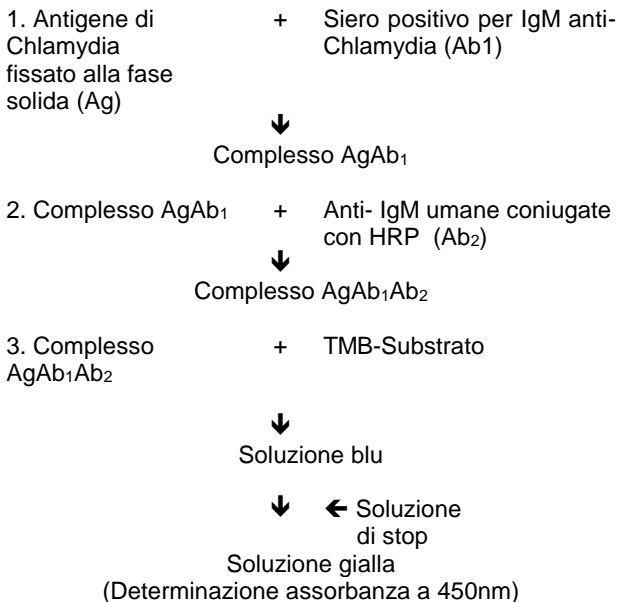 1. Antigene di + Siero positivo per IgM anti-
Chlamydia Chlamydia (Ab1)
fissato alla fase
solida (Ag)
🡻
Complesso AgAb₁
2. Complesso AgAb₁ + Anti- IgM umane coniugate
con HRP (Ab₂)
🡻
Complesso AgAb₁Ab₂
3. Complesso + TMB-Substrato
AgAb₁Ab₂
🡻
Soluzione blu
🡻 🡸 Soluzione
di stop
Soluzione gialla
(Determinazione assorbanza a 450nm)